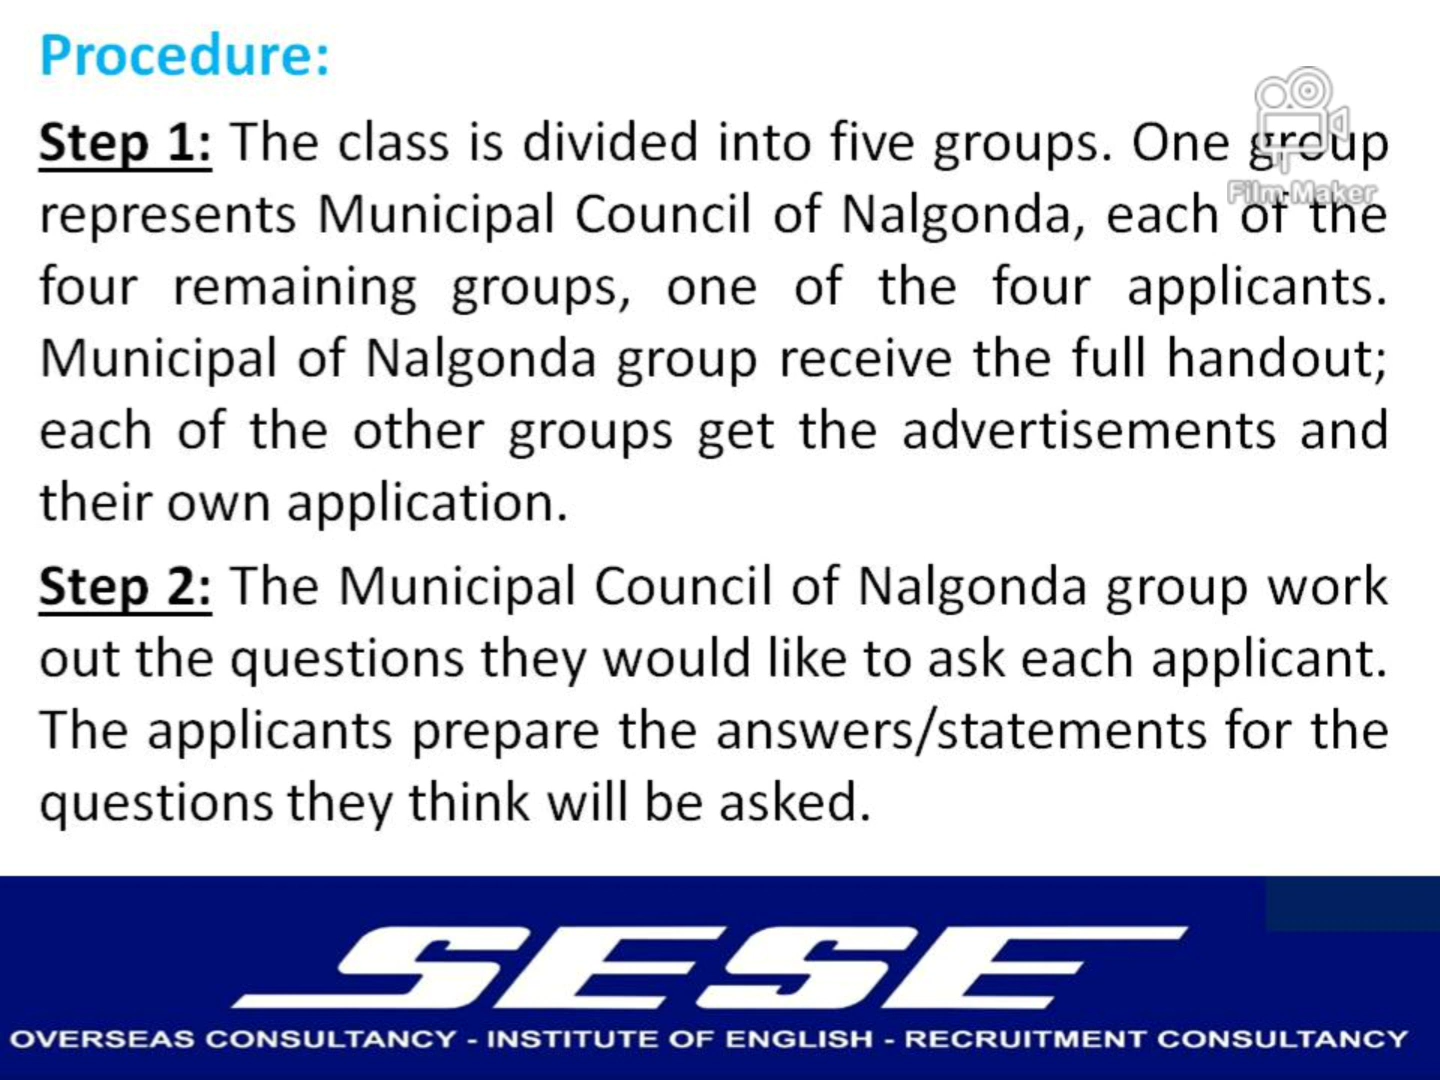 Procedure:
Step 1: The class is divided into five groups. One group
represents Municipal Council of Nalgonda, each of the
four remaining groups, one of the four applicants.
Municipal of Nalgonda group receive the full handout;
each of the other groups get the advertisements and
their own application.
Step 2: The Municipal Council of Nalgonda group work
out the questions they would like to ask each applicant.
The applicants prepare the answers/statements for the
questions they think will be asked.
Film Maker
SESE
OVERSEAS CONSULTANCY - INSTITUTE OF ENGLISH - RECRUITMENT CONSULTANCY